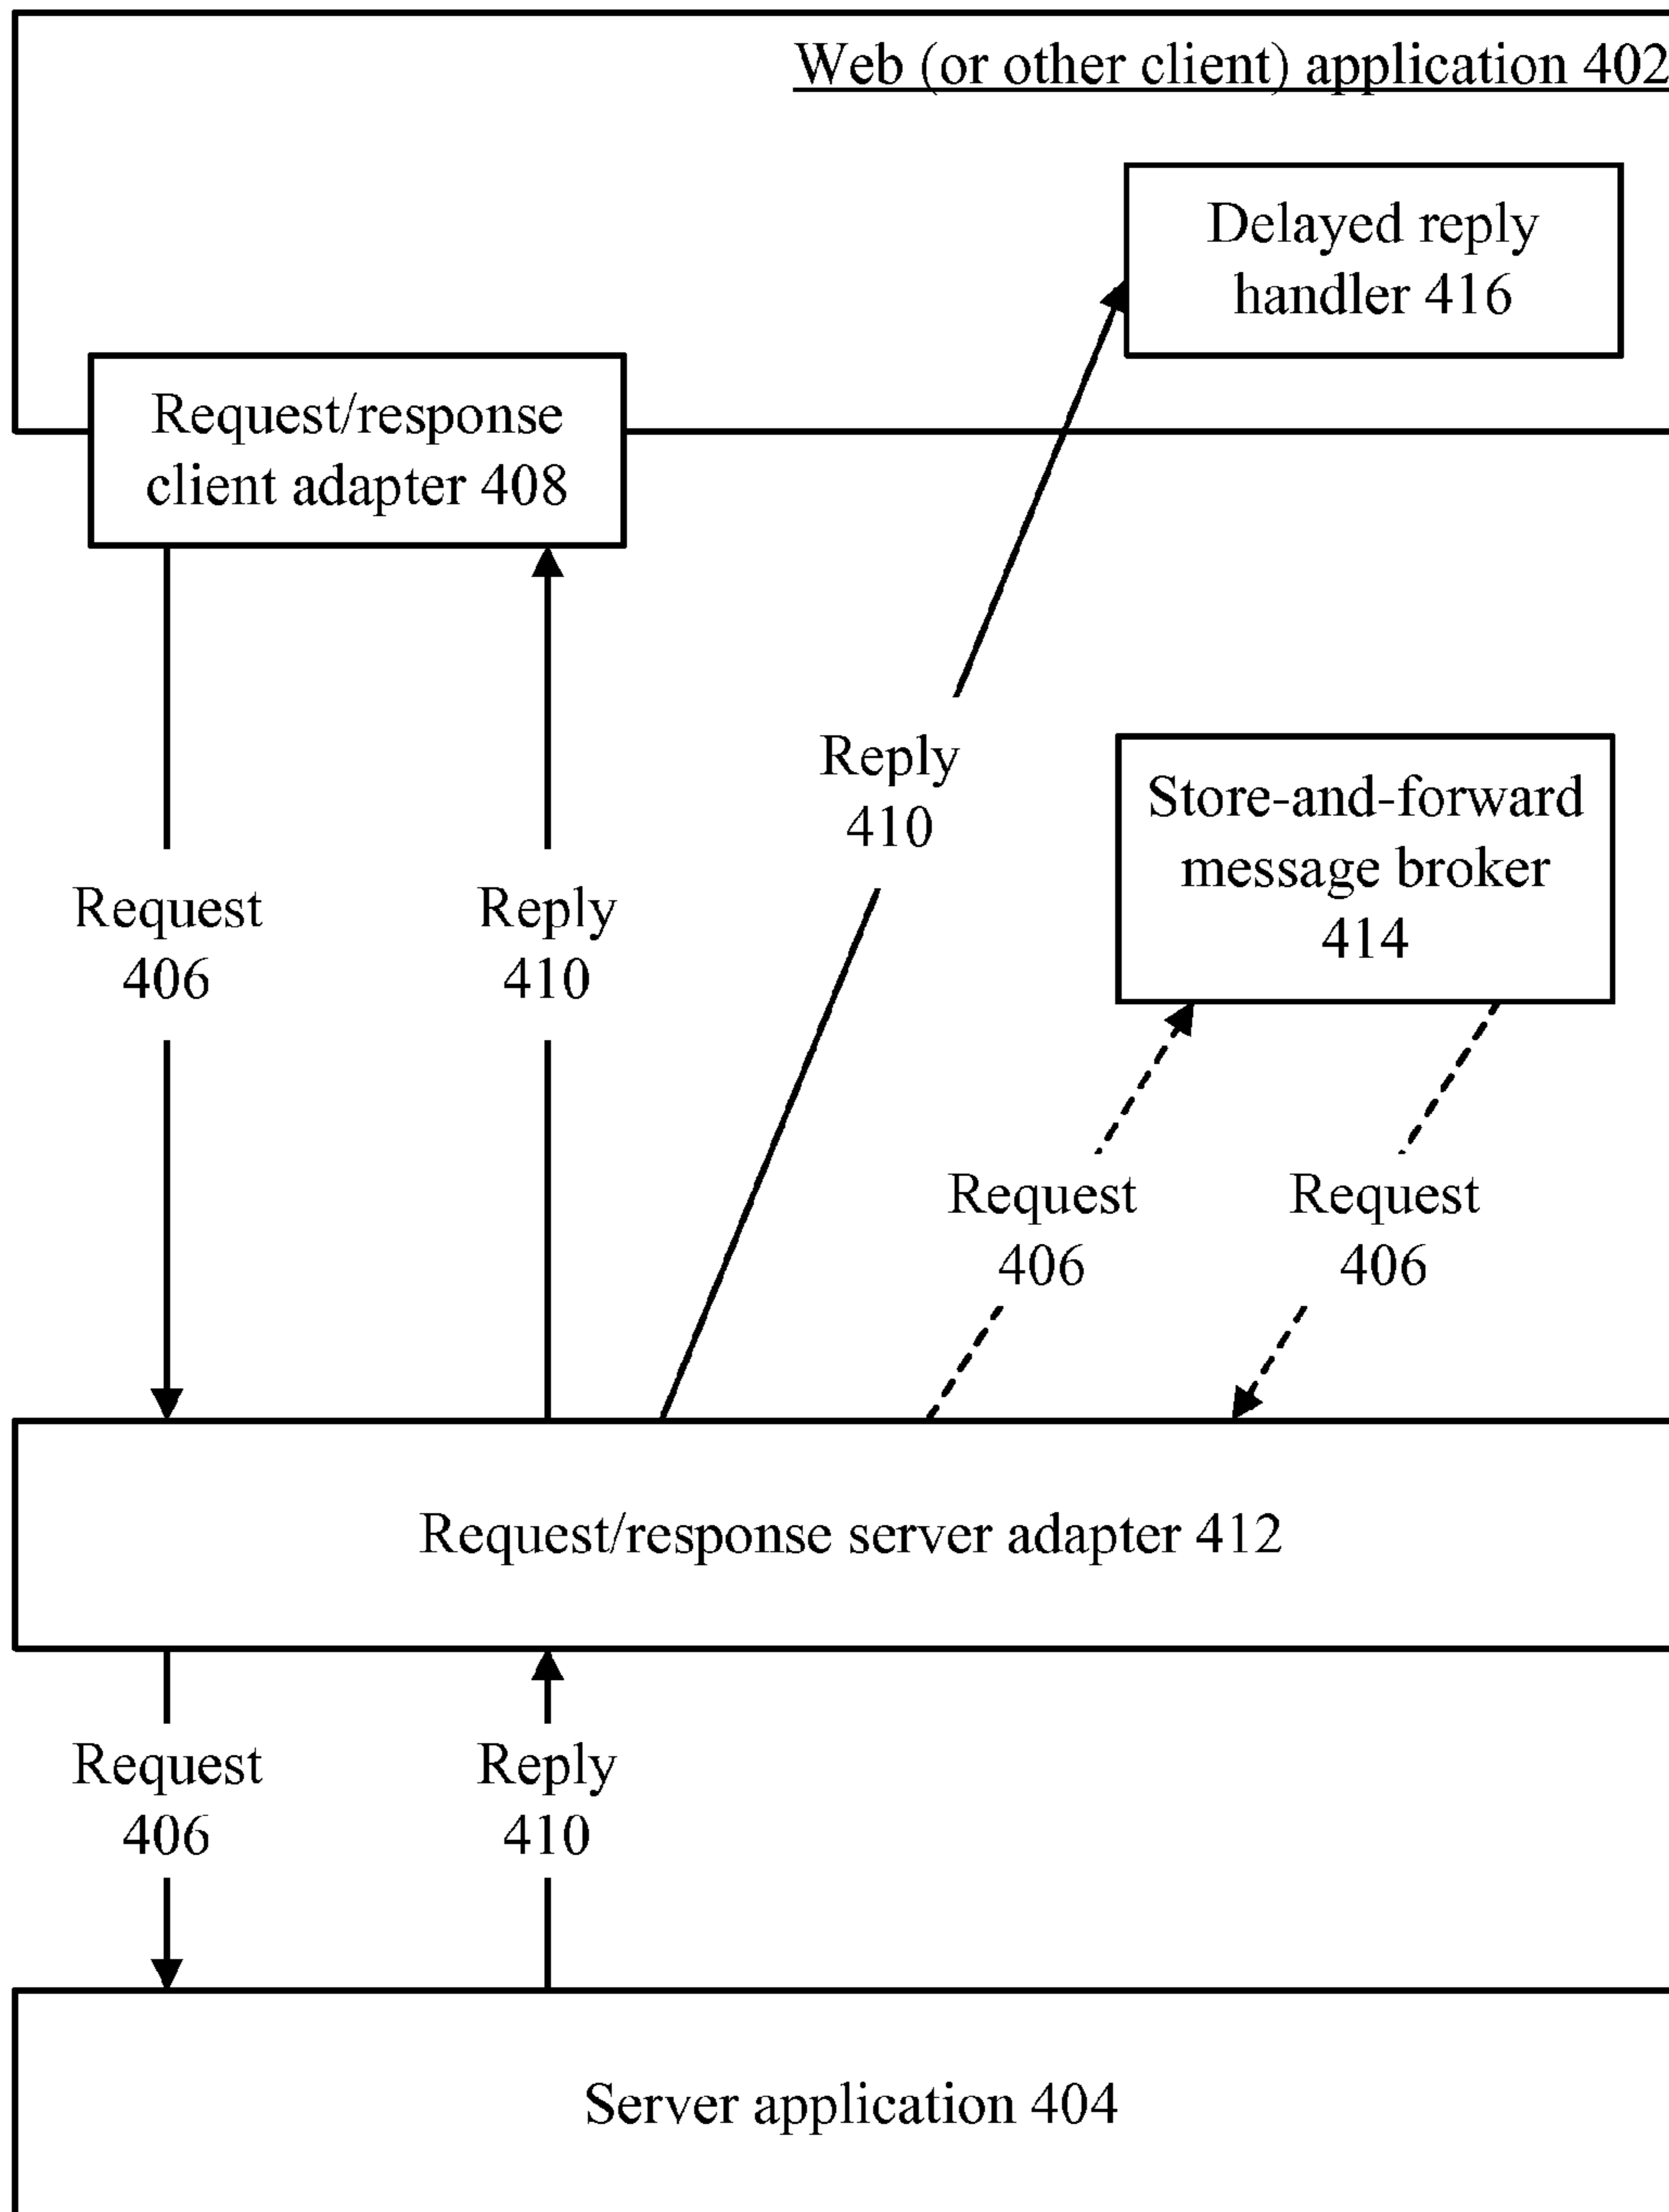 Web (or other client) application 402
Delayed reply
handler 416
Request/response
client adapter 408
Reply
410
Store-and-forward
message broker
414
Request
406
Reply
410
Request
406
Request
406
Request/response server adapter 412
Request
406
Reply
410
Server application 404